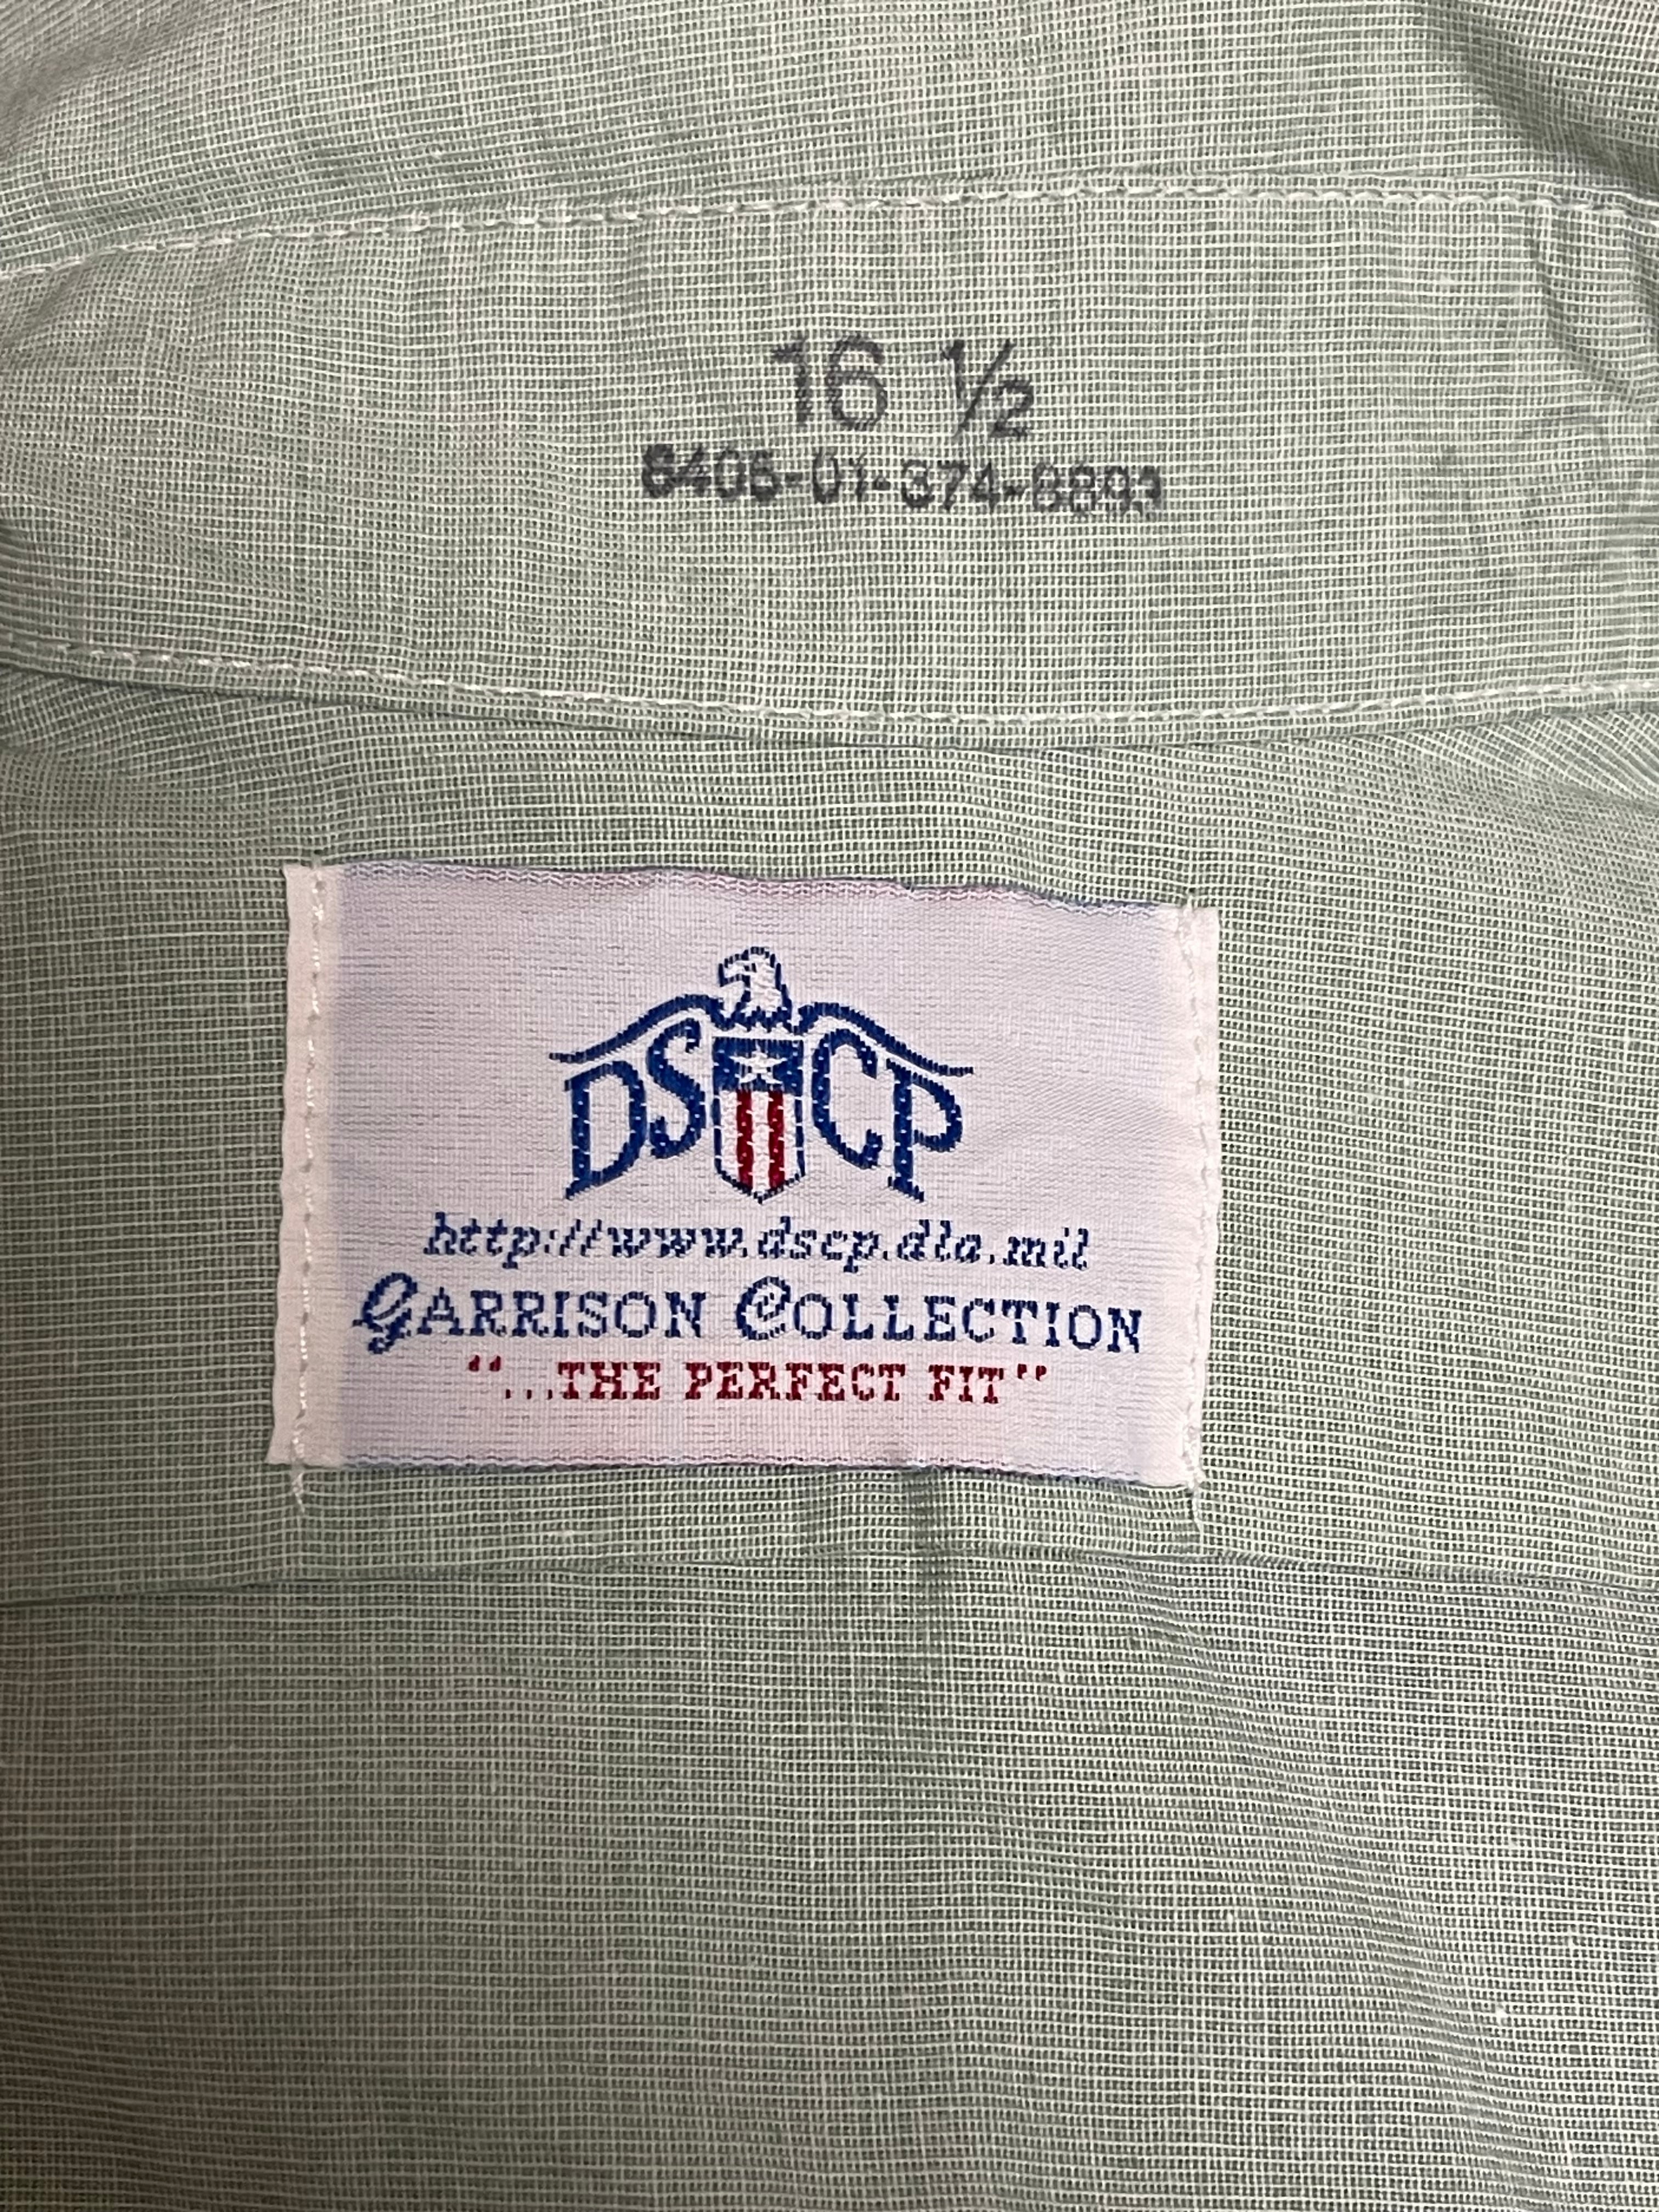 16 ½
8405-01-374-8893
DSCP
http://www.dscp.dla.mil
GARRISON COLLECTION
"...THE PERFECT FIT"